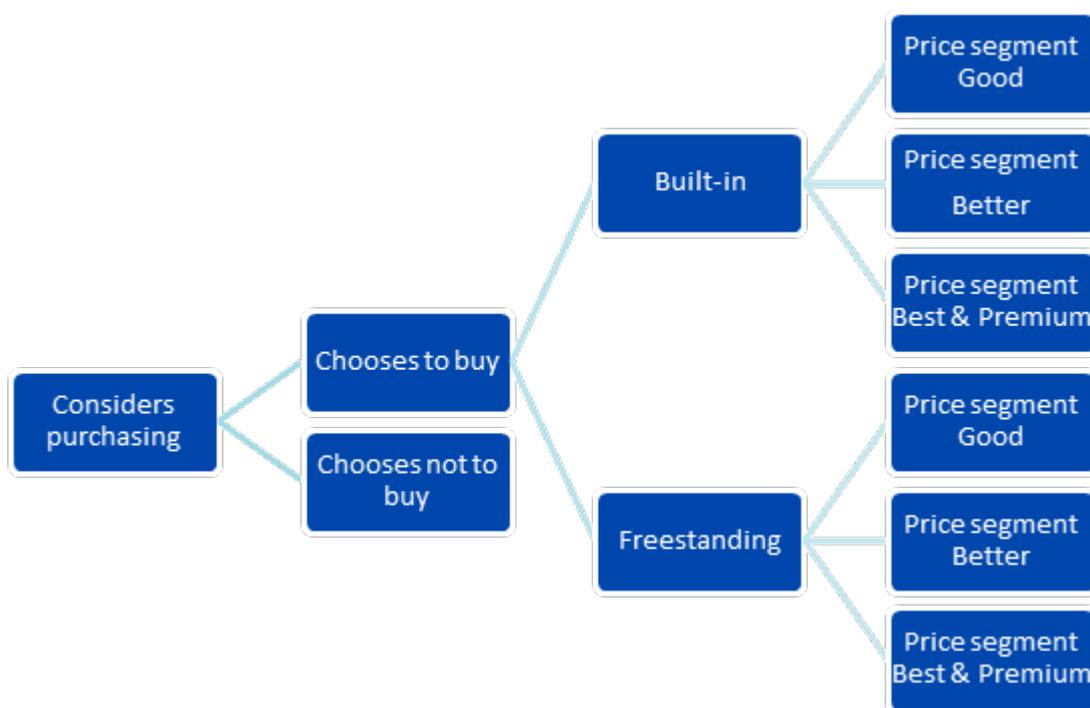 Considers
purchasing
Chooses to buy
Chooses not to
buy
Built-in
Freestanding
Price segment
Good
Price segment
Better
Price segment
Best & Premium
Price segment
Good
Price segment
Better
Price segment
Best & Premium